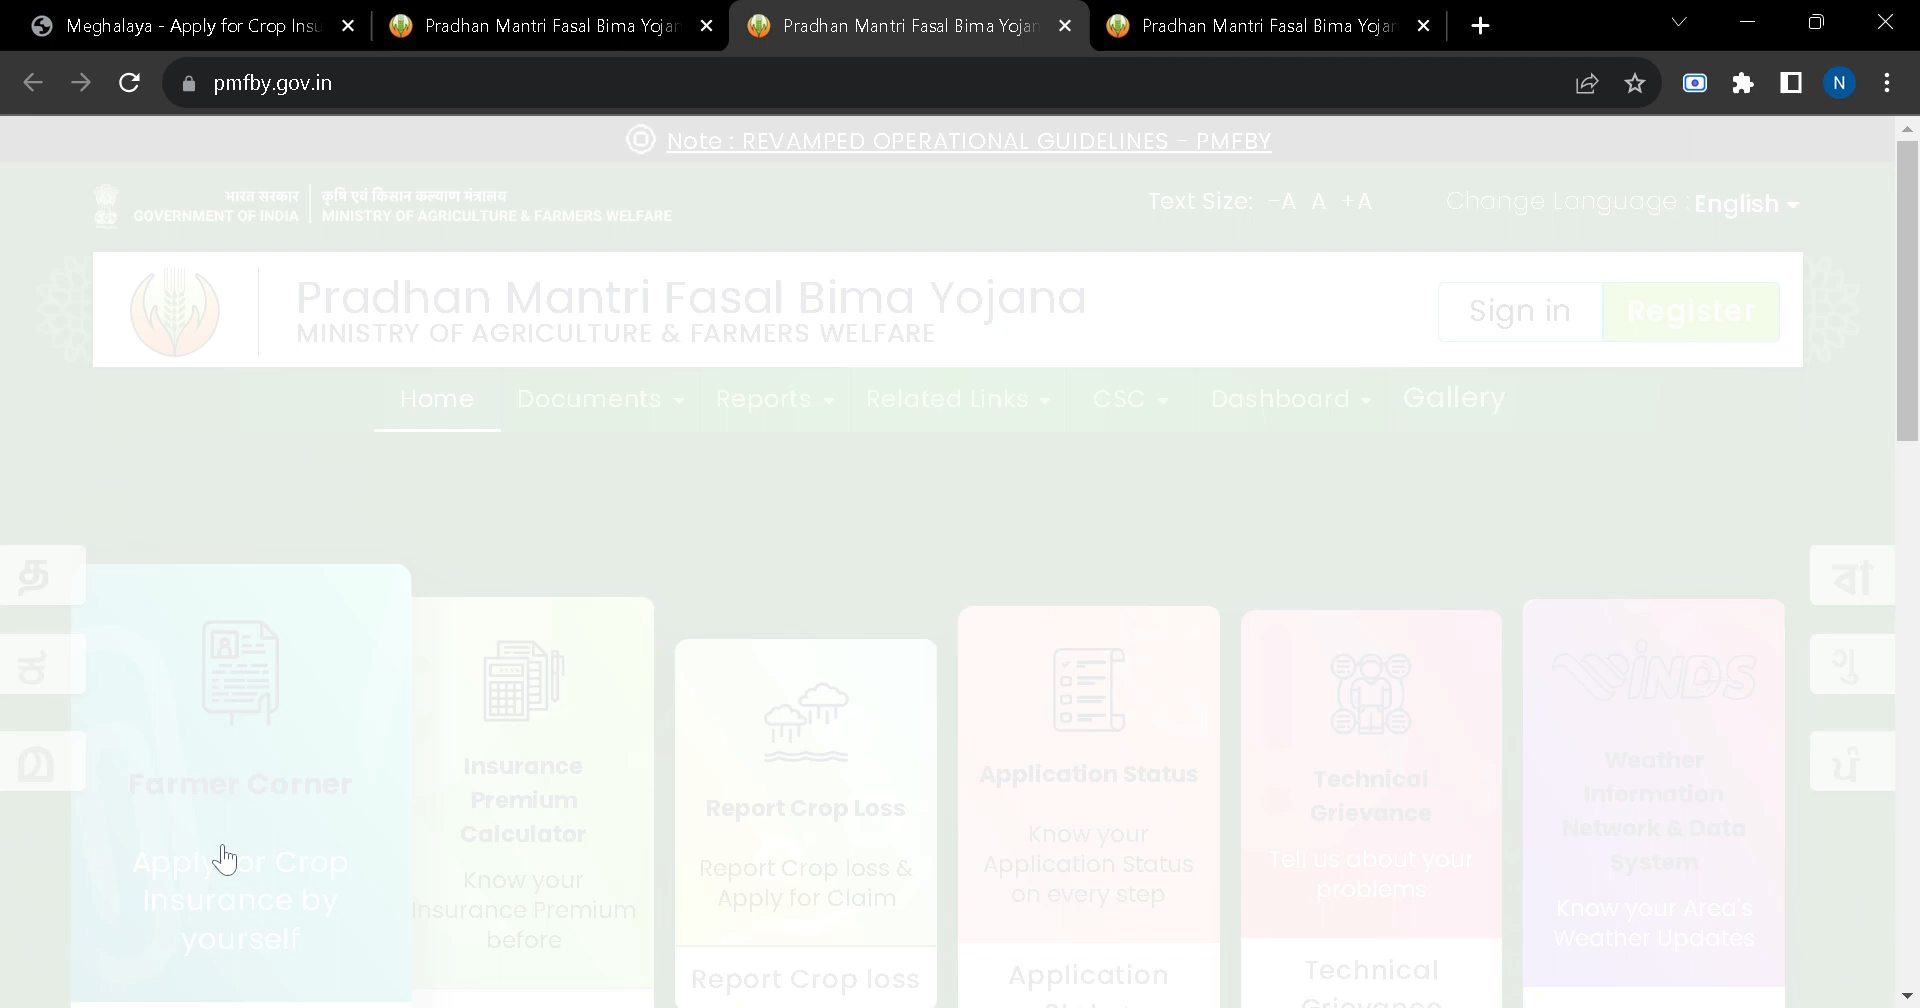 Meghalaya - Apply for Crop Insu
Pradhan Mantri Fasal Bima Yojan
Pradhan Mantri Fasal Bima Yojan
Pradhan Mantri Fasal Bima Yojan
pmfby.gov.in
N
Note : REVAMPED OPERATIONAL GUIDELINES - PMFBY
भारत सरकार
GOVERNMENT OF INDIA
कृषि एवं किसान कल्याण मंत्रालय
MINISTRY OF AGRICULTURE & FARMERS WELFARE
Text Size: -A A +A
Change Language : English
Pradhan Mantri Fasal Bima Yojana
MINISTRY OF AGRICULTURE & FARMERS WELFARE
Sign in
Register
Home Documents Reports Related Links CSC Dashboard Gallery
த
ಕ
മ
Farmer Corner
Apply for Crop
Insurance by
yourself
Insurance
Premium
Calculator
Know your
Insurance Premium
before
Report Crop Loss
Report Crop loss &
Apply for Claim
Report Crop loss
Application Status
Know your
Application Status
on every step
Application
Status
Technical
Grievance
Tell us about your
problems
Technical
Grievance
WINDS
Weather
Information
Network & Data
System
Know your Area's
Weather Updates